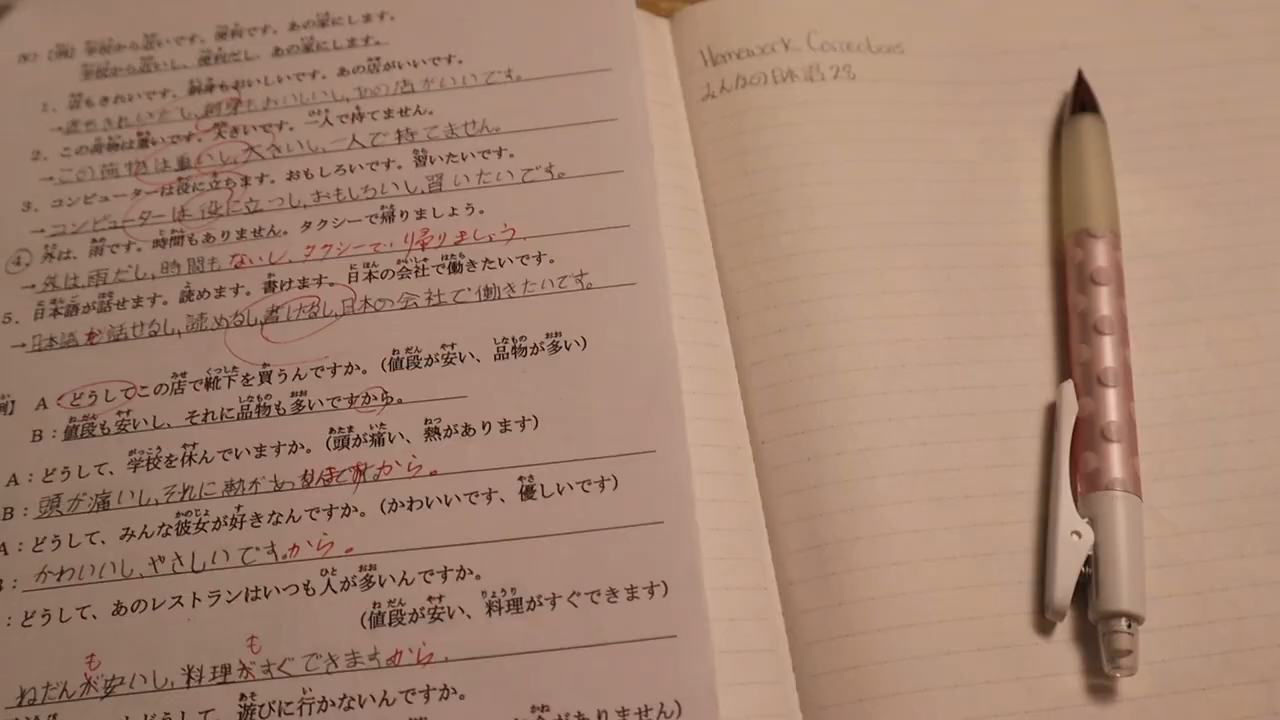 学校から近いです。便利です。あの家にします。
学校から近いし、便利だし、あの家にします。
1. もきれいです。刺身もおいしいです。あの店がいいです。
→ もきれいだし、刺身もおいしいし、あの店がいいです。
2. この荷物は重いです。大きいです。一人で持てません。
→この荷物は重いし、大きいし、一人で持てません。
3. コンピューターは役に立ちます。おもしろいです。習いたいです。
→コンピューターは役に立つし、おもしろいし、習いたいです。
④ 外は、雨です。時間もありません。タクシーで帰りましょう。
→外は雨だし、時間もないし、タクシーで帰りましょう。
5. 日本語が話せます。読めます。書けます。日本の会社で働きたいです。
→日本語が話せるし、読めるし、書けるし、日本の会社で働きたいです。
例】 A:どうしてこの店で靴下を買うんですか。(値段が安い、品物が多い)
B:値段も安いし、それに品物も多いですから。
A:どうして、学校を休んでいますか。(頭が痛い、熱があります)
B:頭が痛いし、それに熱があから。
A:どうして、みんな彼女が好きなんですか。(かわいいです、優しいです)
B:かわいいし、やさしいです。から。
:どうして、あのレストランはいつも人が多いんですか。
(値段が安い、料理がすぐできます)
も も
ねだんが安いし、料理がすぐできますから.
どうして、遊びに行かないんですか。
がありません)
Homework Corrections
みんなの日本語 28